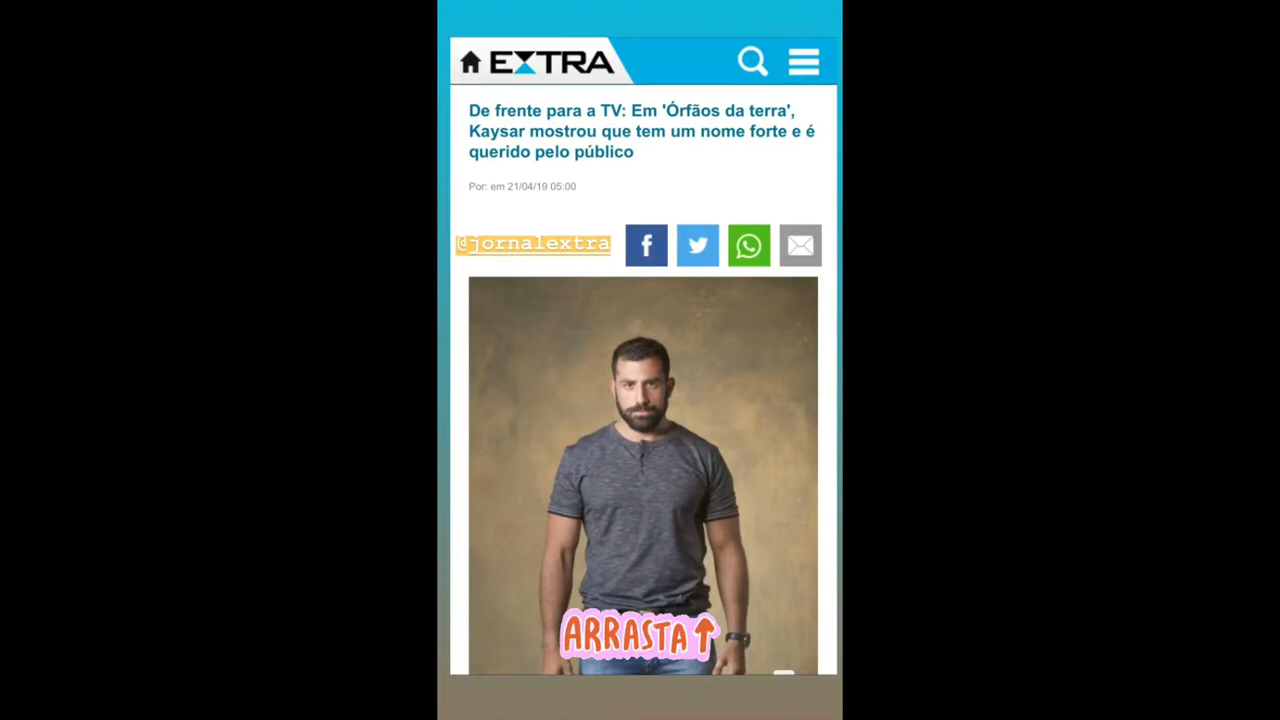 EXTRA
De frente para a TV: Em 'Órfãos da terra',
Kaysar mostrou que tem um nome forte e é
querido pelo público
Por: em 21/04/19 05:00
@jornalextra
ARRASTA